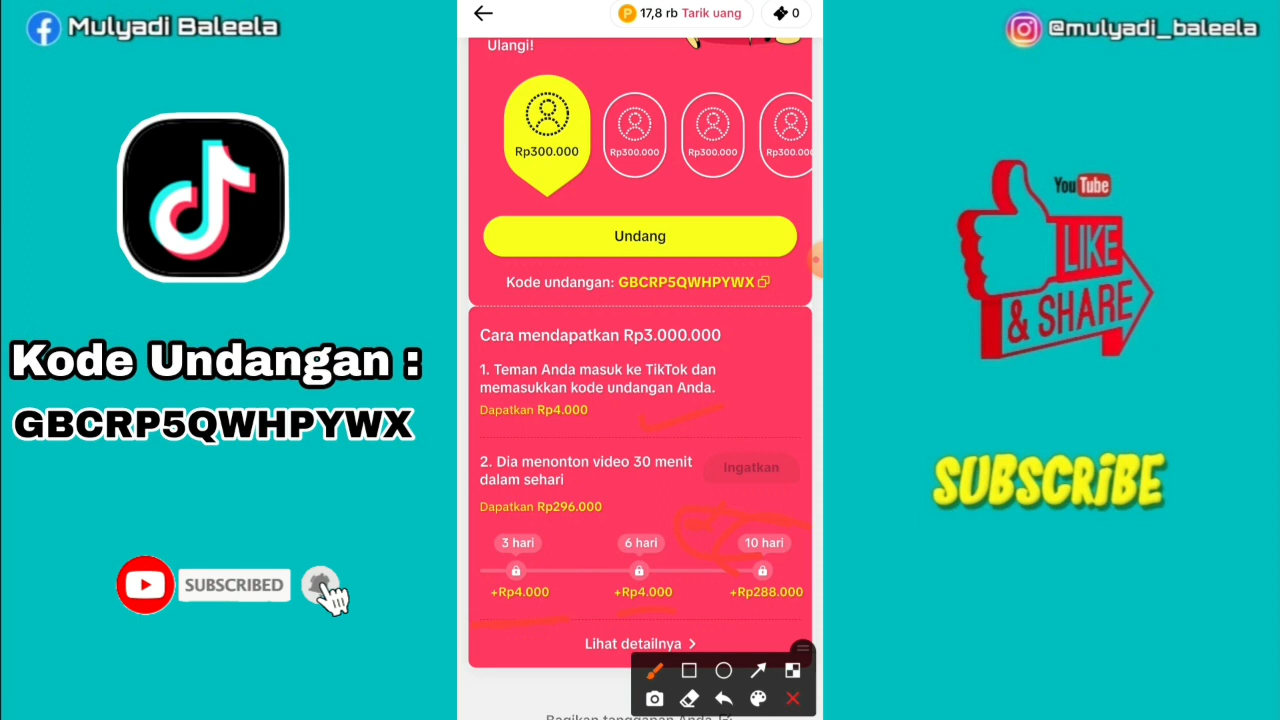 Mulyadi Baleela
17,8 rb Tarik uang
0
@mulyadi_baleela
Ulangi!
Rp300.000
Rp300.000
Rp300.000
Rp300.000
Undang
Kode undangan: GBCRP5QWHPYWX
Cara mendapatkan Rp3.000.000
1. Teman Anda masuk ke TikTok dan
memasukkan kode undangan Anda.
Dapatkan Rp4.000
2. Dia menonton video 30 menit
dalam sehari
Ingatkan
Dapatkan Rp296.000
3 hari
6 hari
10 hari
+Rp4.000
+Rp4.000
+Rp288.000
Lihat detailnya
Bagikan tanggapan Anda
Kode Undangan :
GBCRP5QWHPYWX
SUBSCRIBED
YouTube
LIKE
& SHARE
SUBSCRIBE